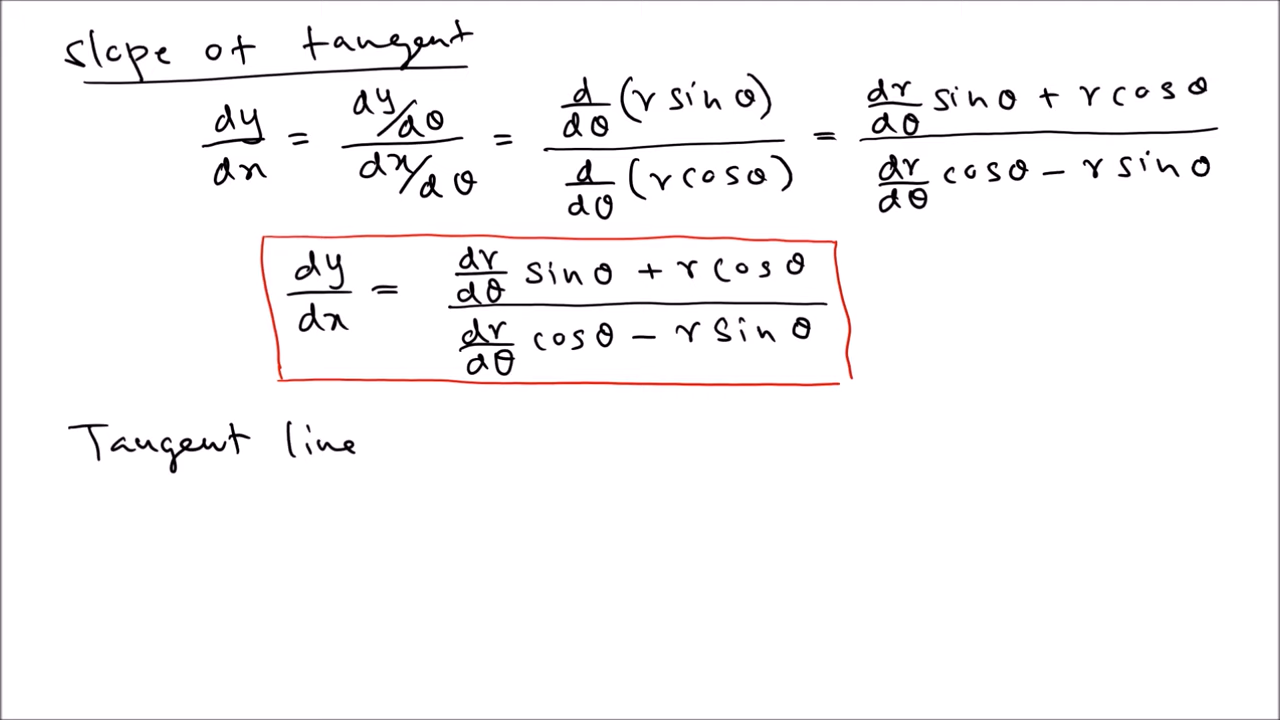 Slope of tangent
dy/dx = (dy/dθ)/(dx/dθ) = (d/dθ (r sin θ))/(d/dθ (r cos θ)) = (dr/dθ sin θ + r cos θ)/(dr/dθ cos θ − r sin θ)
dy/dx = (dr/dθ sin θ + r cos θ)/(dr/dθ cos θ − r sin θ)
Tangent line